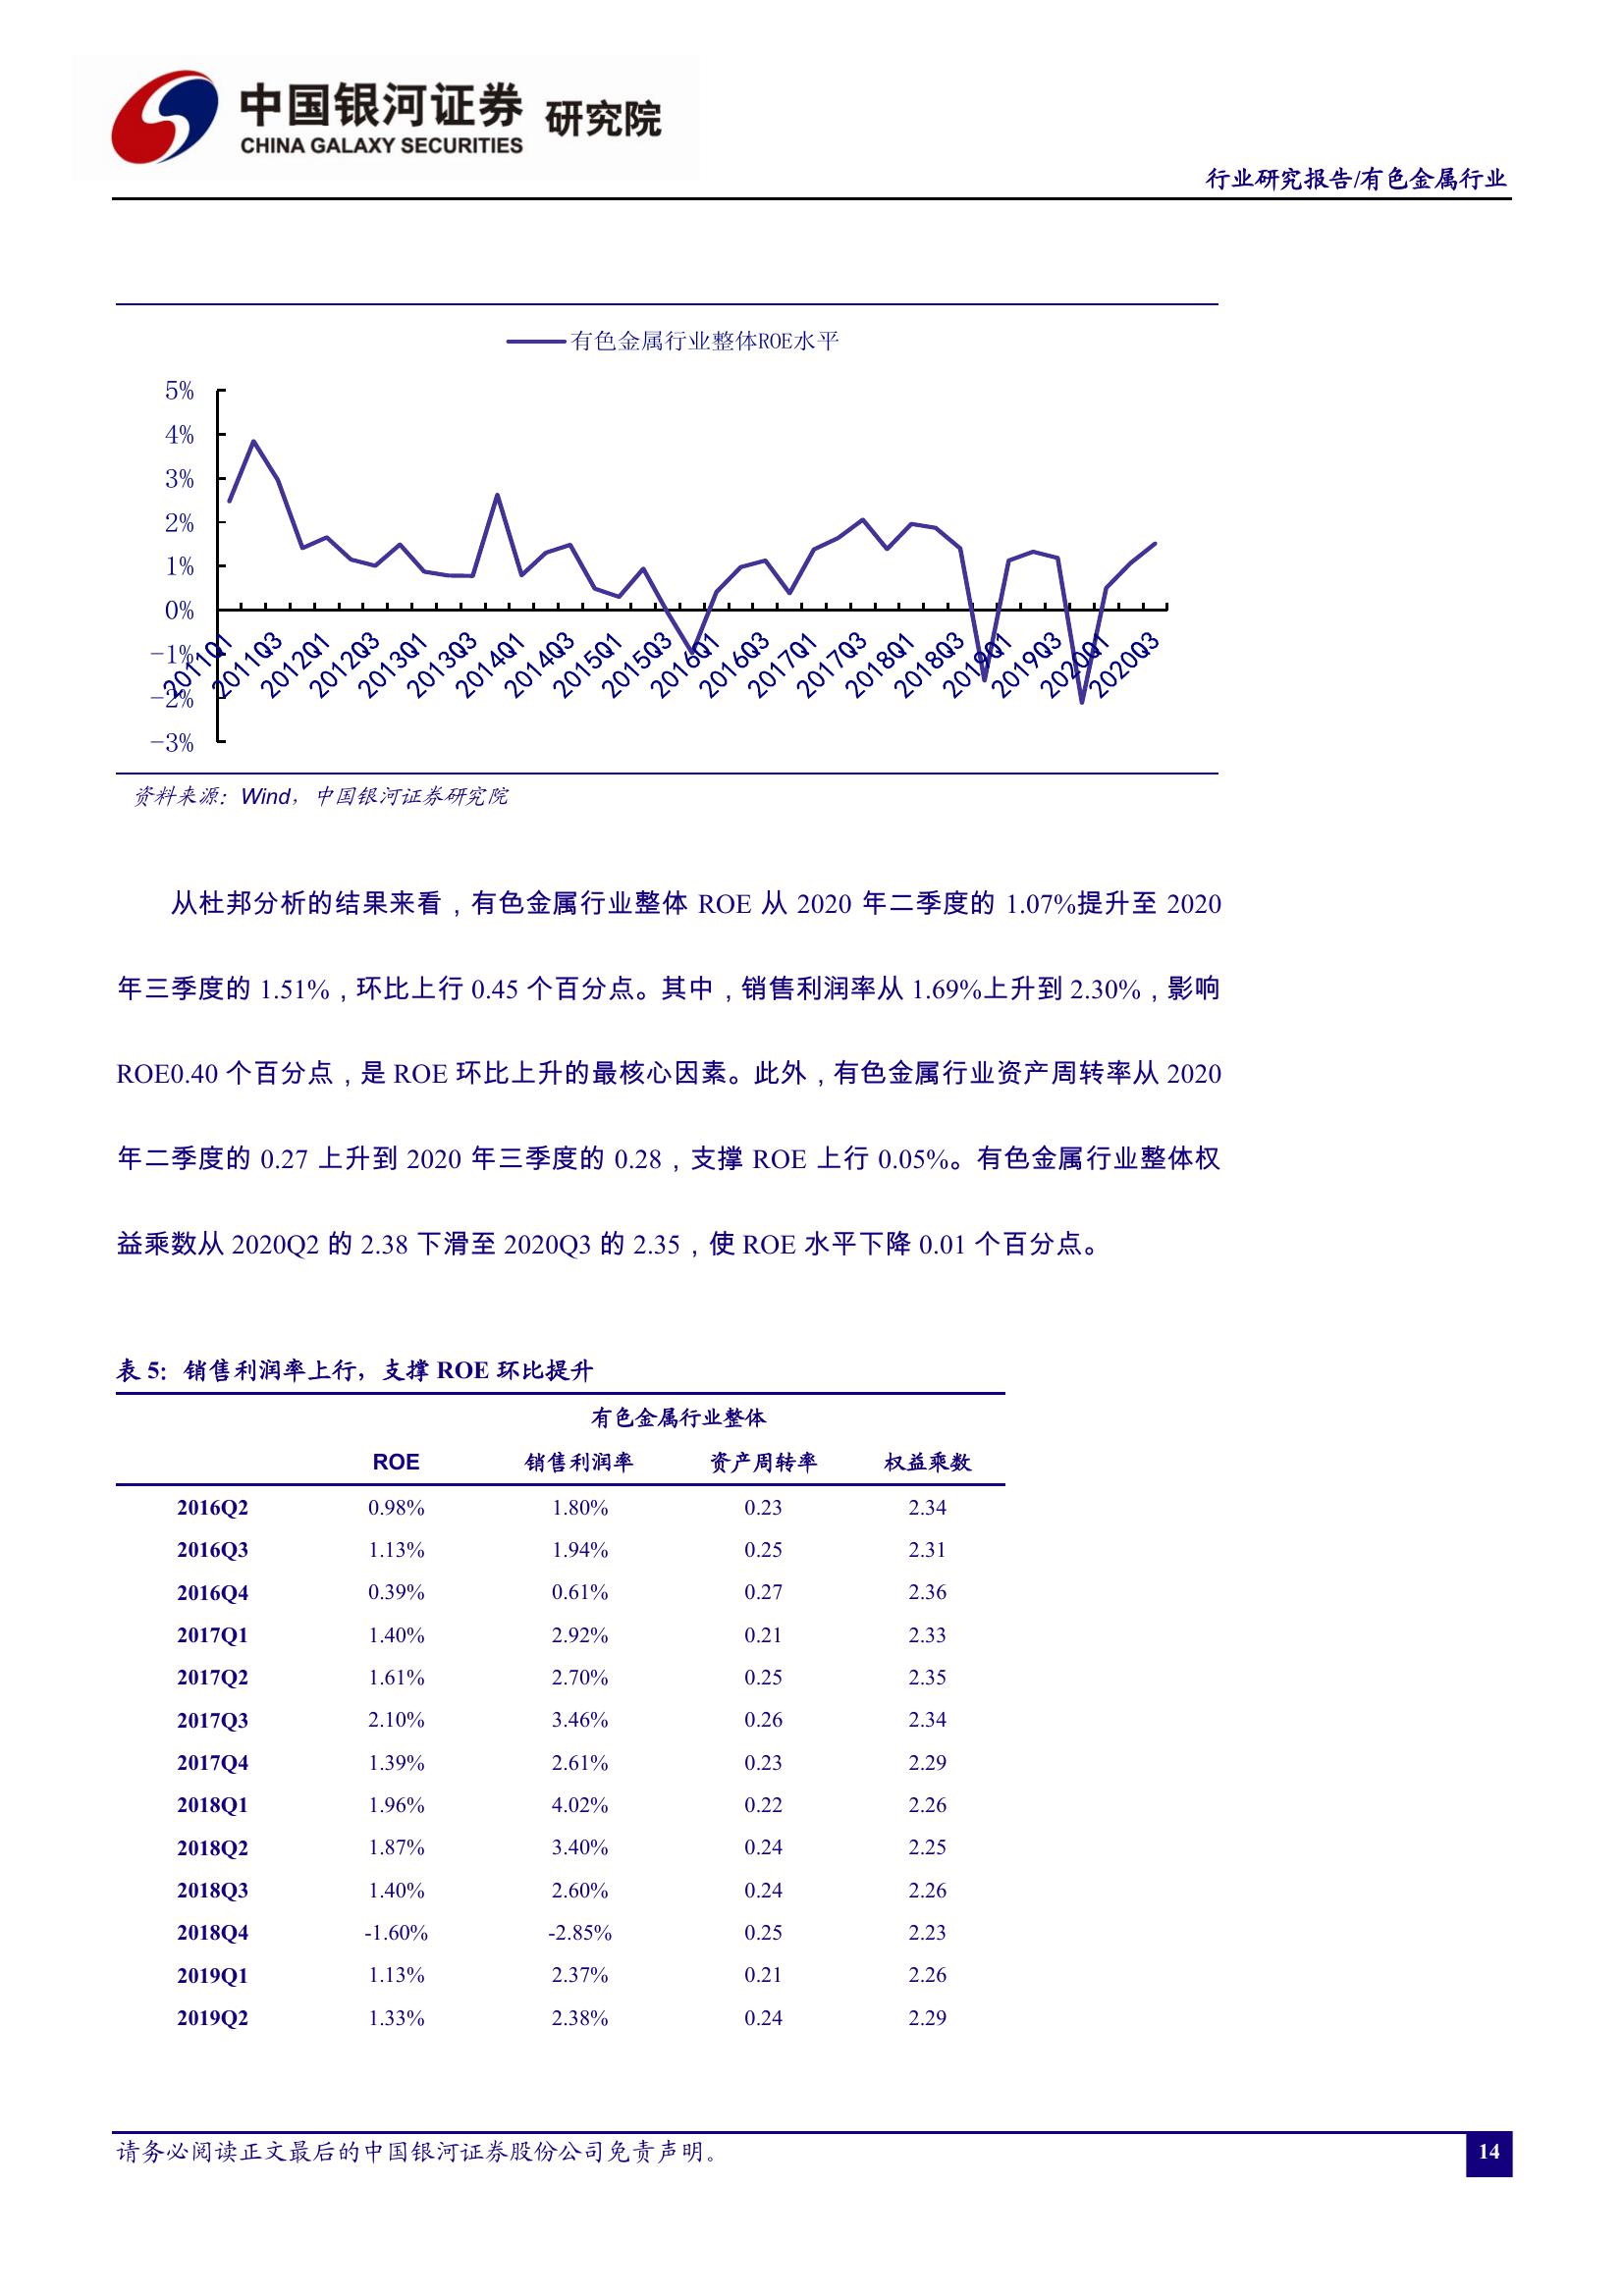 中国银河证券 研究院
CHINA GALAXY SECURITIES
行业研究报告/有色金属行业
有色金属行业整体ROE水平
5%
4%
3%
2%
1%
0%
-1%
-2%
-3%
2011Q1 2011Q3 2012Q1 2012Q3 2013Q1 2013Q3 2014Q1 2014Q3 2015Q1 2015Q3 2016Q1 2016Q3 2017Q1 2017Q3 2018Q1 2018Q3 2019Q1 2019Q3 2020Q1 2020Q3
资料来源：Wind，中国银河证券研究院
从杜邦分析的结果来看，有色金属行业整体 ROE 从 2020 年二季度的 1.07%提升至 2020
年三季度的 1.51%，环比上行 0.45 个百分点。其中，销售利润率从 1.69%上升到 2.30%，影响
ROE0.40 个百分点，是 ROE 环比上升的最核心因素。此外，有色金属行业资产周转率从 2020
年二季度的 0.27 上升到 2020 年三季度的 0.28，支撑 ROE 上行 0.05%。有色金属行业整体权
益乘数从 2020Q2 的 2.38 下滑至 2020Q3 的 2.35，使 ROE 水平下降 0.01 个百分点。
表 5：销售利润率上行，支撑 ROE 环比提升
有色金属行业整体
ROE 销售利润率 资产周转率 权益乘数
2016Q2 0.98% 1.80% 0.23 2.34
2016Q3 1.13% 1.94% 0.25 2.31
2016Q4 0.39% 0.61% 0.27 2.36
2017Q1 1.40% 2.92% 0.21 2.33
2017Q2 1.61% 2.70% 0.25 2.35
2017Q3 2.10% 3.46% 0.26 2.34
2017Q4 1.39% 2.61% 0.23 2.29
2018Q1 1.96% 4.02% 0.22 2.26
2018Q2 1.87% 3.40% 0.24 2.25
2018Q3 1.40% 2.60% 0.24 2.26
2018Q4 -1.60% -2.85% 0.25 2.23
2019Q1 1.13% 2.37% 0.21 2.26
2019Q2 1.33% 2.38% 0.24 2.29
请务必阅读正文最后的中国银河证券股份公司免责声明。
14